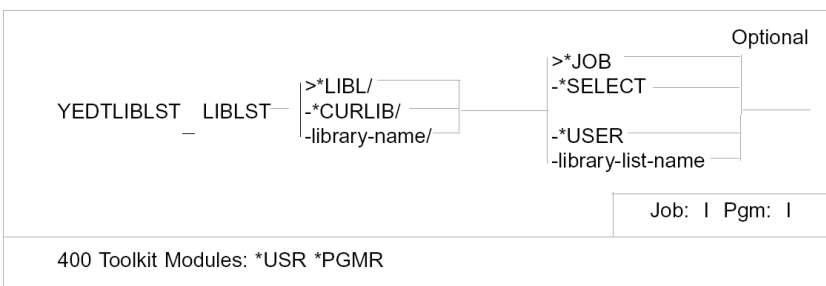 Optional
>*JOB
>*LIBL/
-*SELECT
YEDTLIBLST_ LIBLST
-*CURLIB/
-library-name/
-*USER
-library-list-name
Job: I Pgm: I
400 Toolkit Modules: *USR *PGMR